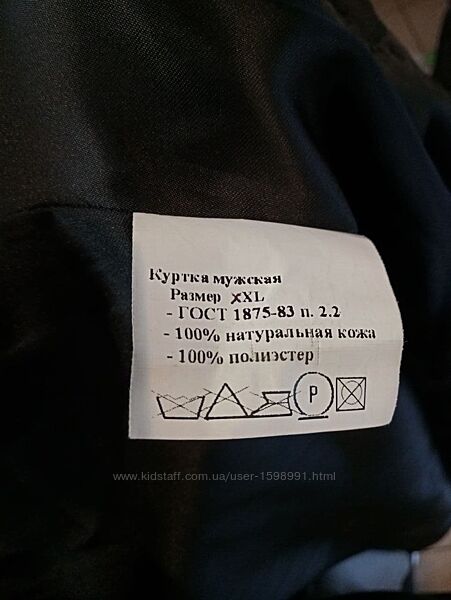 Куртка мужская
Размер XXL
- ГОСТ 1875-83 п. 2.2
- 100% натуральная кожа
- 100% полиэстер
P
www.kidstaff.com.ua/user-1598991.html